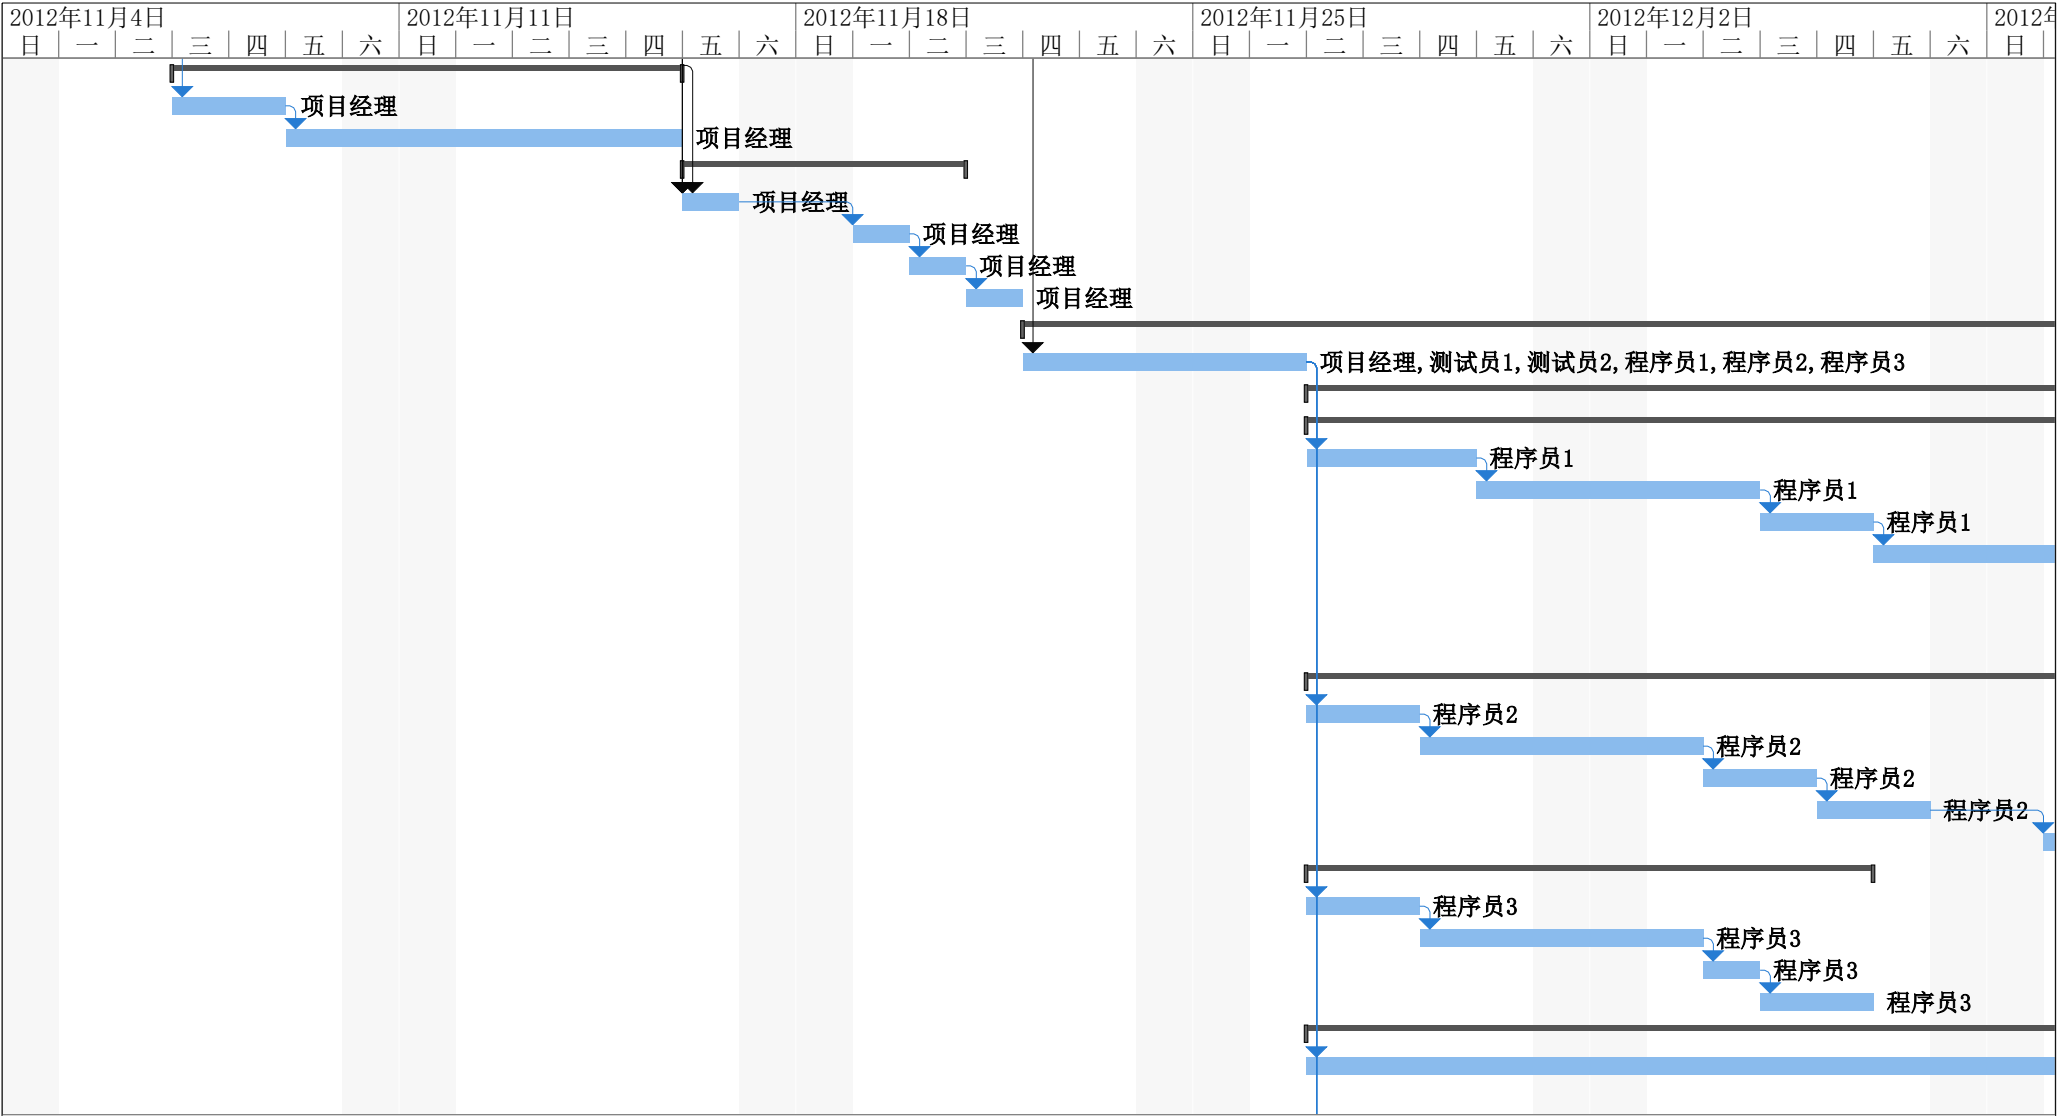 2012年11月4日 2012年11月11日 2012年11月18日 2012年11月25日 2012年12月2日 2012年
日 一 二 三 四 五 六 日 一 二 三 四 五 六 日 一 二 三 四 五 六 日 一 二 三 四 五 六 日 一 二 三 四 五 六 日
项目经理
项目经理
项目经理
项目经理
项目经理
项目经理
项目经理,测试员1,测试员2,程序员1,程序员2,程序员3
程序员1
程序员1
程序员1
程序员2
程序员2
程序员2
程序员2
程序员3
程序员3
程序员3
程序员3